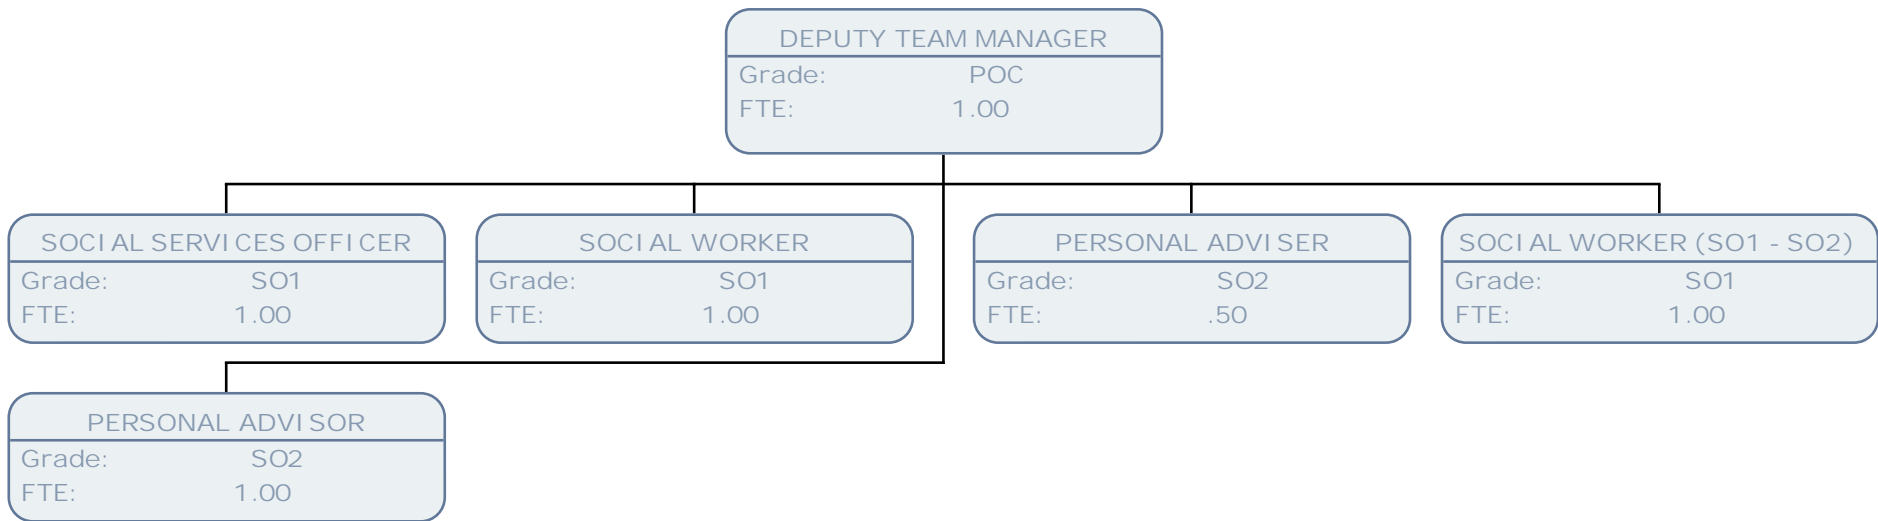 DEPUTY TEAM MANAGER
Grade: POC
FTE: 1.00
SOCIAL SERVICES OFFICER
Grade: SO1
FTE: 1.00
SOCIAL WORKER
Grade: SO1
FTE: 1.00
PERSONAL ADVISER
Grade: SO2
FTE: .50
SOCIAL WORKER (SO1 - SO2)
Grade: SO1
FTE: 1.00
PERSONAL ADVISOR
Grade: SO2
FTE: 1.00